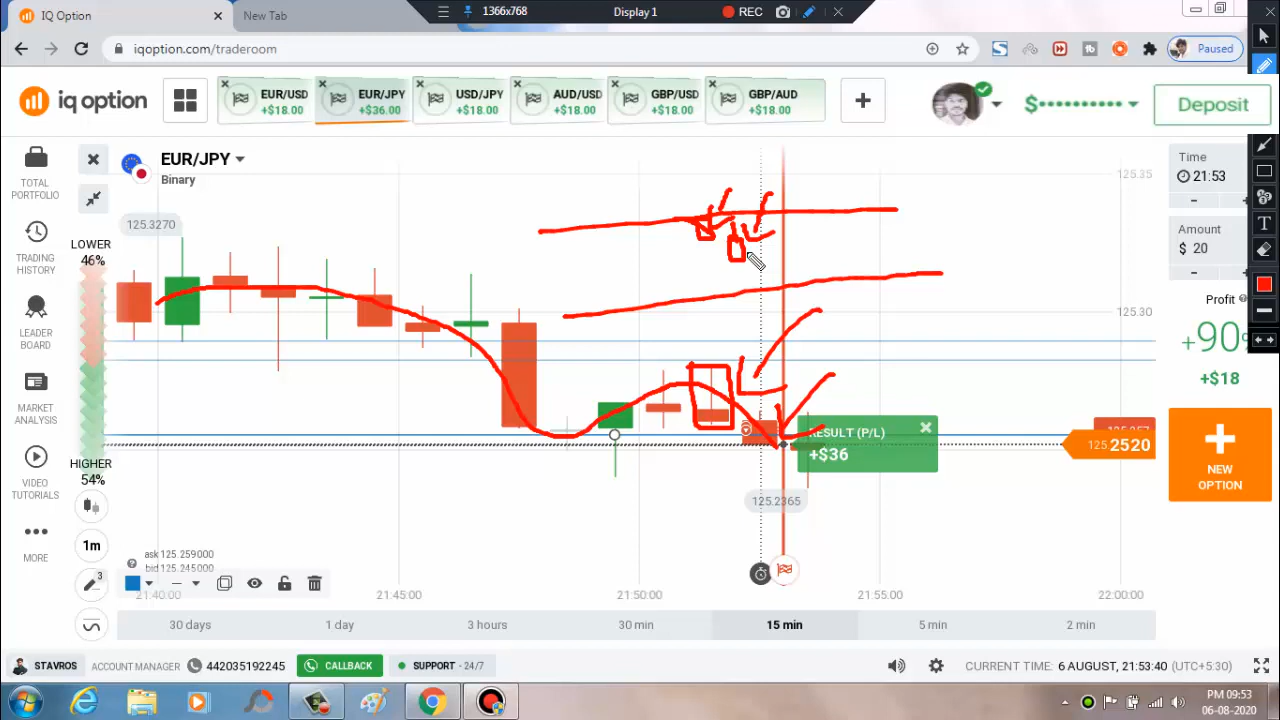 IQ Option
New Tab
1366x768
Display 1
REC
iqoption.com/traderoom
Paused
iq option
EUR/USD
+$18.00
EUR/JPY
+$36.00
USD/JPY
+$18.00
AUD/USD
+$18.00
GBP/USD
+$18.00
GBP/AUD
+$18.00
$••••••••••
Deposit
TOTAL
PORTFOLIO
TRADING
HISTORY
LEADER
BOARD
MARKET
ANALYSIS
VIDEO
TUTORIALS
MORE
EUR/JPY
Binary
125.3270
LOWER
46%
HIGHER
54%
1m
3
125.35
125.30
125 2520
RESULT (P/L)
+$36
125.2365
ask 125.259000
bid 125.245000
21:40:00
21:45:00
21:50:00
21:55:00
22:00:00
30 days
1 day
3 hours
30 min
15 min
5 min
2 min
Time
21:53
Amount
$ 20
Profit
+90%
+$18
NEW
OPTION
STAVROS
ACCOUNT MANAGER
442035192245
CALLBACK
SUPPORT - 24/7
CURRENT TIME: 6 AUGUST, 21:53:40 (UTC+5:30)
PM 09:53
06-08-2020